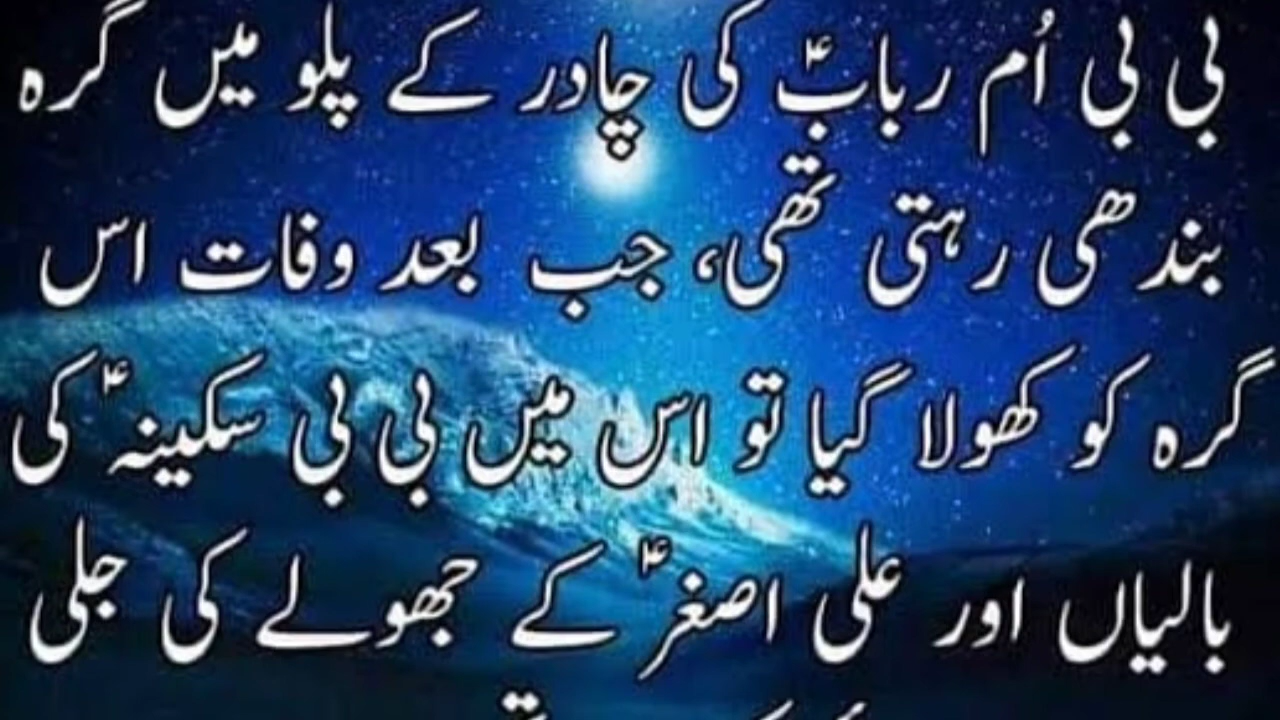 بی بی اُم ربابؑ کی چادر کے پلو میں گرہ
بندھی رہتی تھی، جب بعد وفات اس
گرہ کو کھولا گیا تو اس میں بی بی سکینہؑ کی
بالیاں اور علی اصغرؑ کے جھولے کی جلی